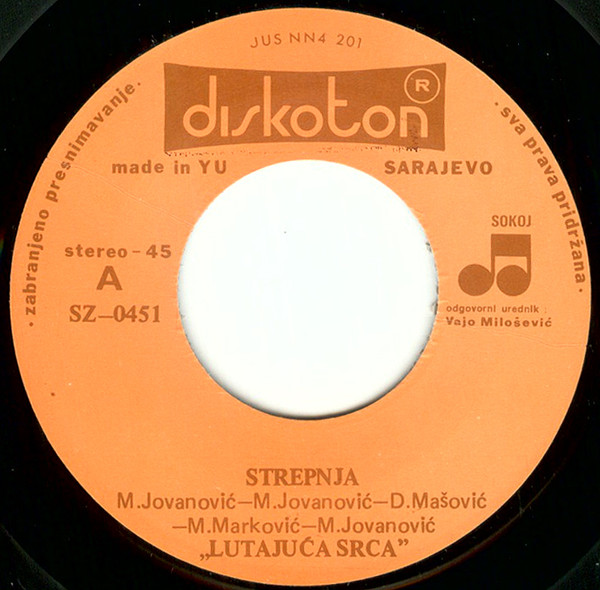 JUS NN4 201
diskoton ®
made in YU
SARAJEVO
· zabranjeno presnimavanje ·
· sva prava pridržana ·
stereo - 45
A
SZ—0451
SOKOJ
odgovorni urednik
Vajo Milošević
STREPNJA
M.Jovanović—M.Jovanović—D.Mašović
—M.Marković—M.Jovanović
„LUTAJUĆA SRCA”